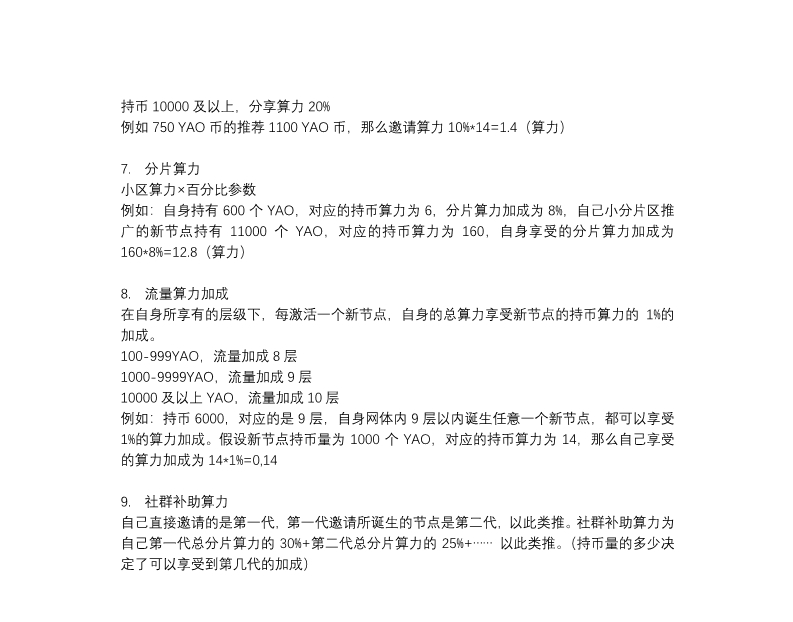 持币 10000 及以上，分享算力 20%
例如 750 YAO 币的推荐 1100 YAO 币，那么邀请算力 10%*14=1.4（算力）
7. 分片算力
小区算力×百分比参数
例如：自身持有 600 个 YAO，对应的持币算力为 6，分片算力加成为 8%，自己小分片区推
广的新节点持有 11000 个 YAO，对应的持币算力为 160，自身享受的分片算力加成为
160*8%=12.8（算力）
8. 流量算力加成
在自身所享有的层级下，每激活一个新节点，自身的总算力享受新节点的持币算力的 1%的
加成。
100-999YAO，流量加成 8 层
1000-9999YAO，流量加成 9 层
10000 及以上 YAO，流量加成 10 层
例如：持币 6000，对应的是 9 层，自身网体内 9 层以内诞生任意一个新节点，都可以享受
1%的算力加成。假设新节点持币量为 1000 个 YAO，对应的持币算力为 14，那么自己享受
的算力加成为 14*1%=0,14
9. 社群补助算力
自己直接邀请的是第一代，第一代邀请所诞生的节点是第二代，以此类推。社群补助算力为
自己第一代总分片算力的 30%+第二代总分片算力的 25%+…… 以此类推。（持币量的多少决
定了可以享受到第几代的加成）